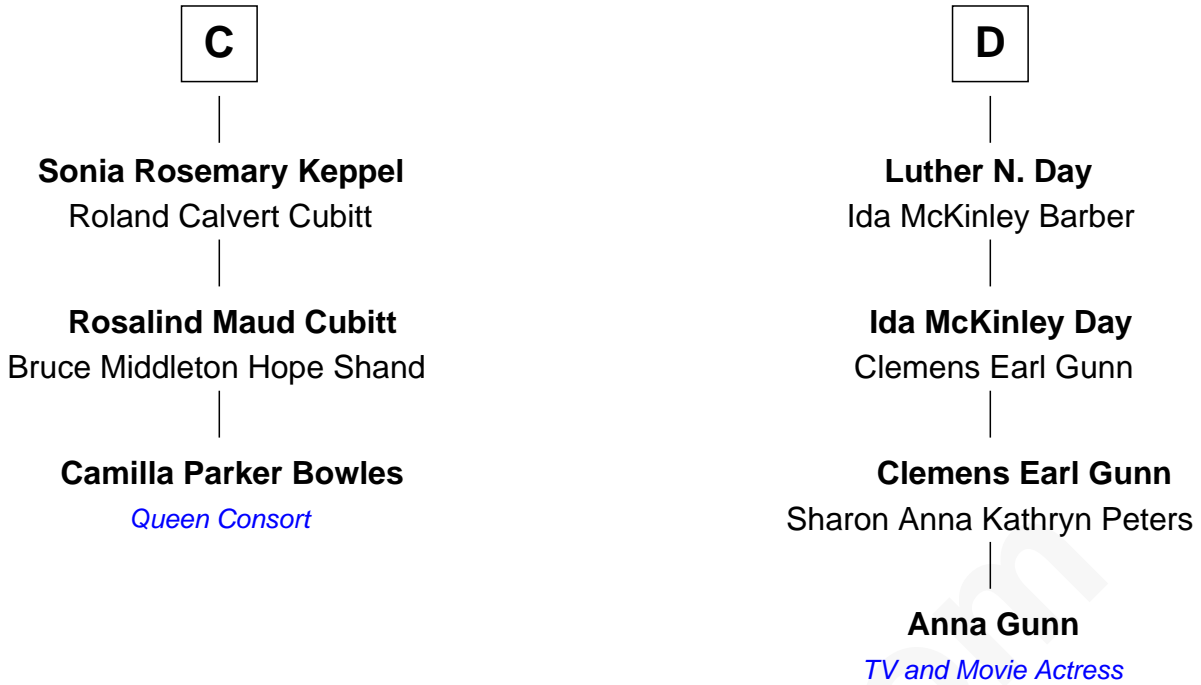 C
Sonia Rosemary Keppel
Roland Calvert Cubitt
Rosalind Maud Cubitt
Bruce Middleton Hope Shand
Camilla Parker Bowles
Queen Consort
D
Luther N. Day
Ida McKinley Barber
Ida McKinley Day
Clemens Earl Gunn
Clemens Earl Gunn
Sharon Anna Kathryn Peters
Anna Gunn
TV and Movie Actress